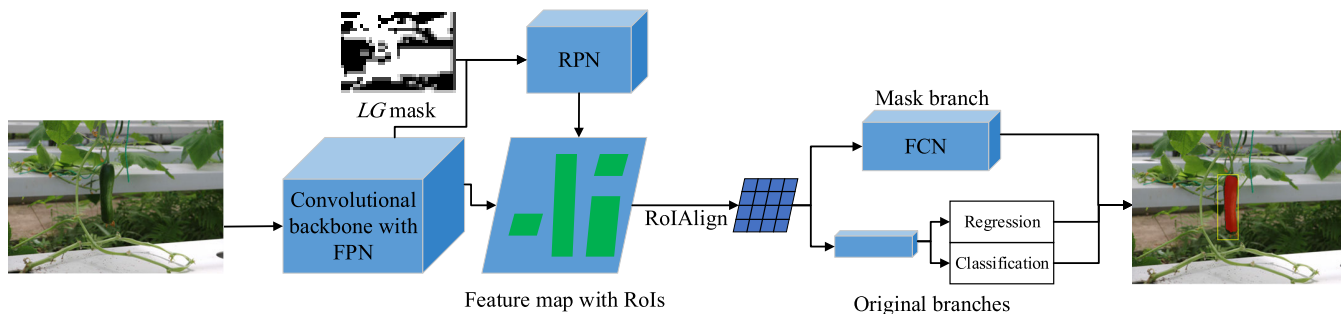 LG mask
RPN
Convolutional
backbone with
FPN
Feature map with RoIs
RoIAlign
Mask branch
FCN
Regression
Classification
Original branches